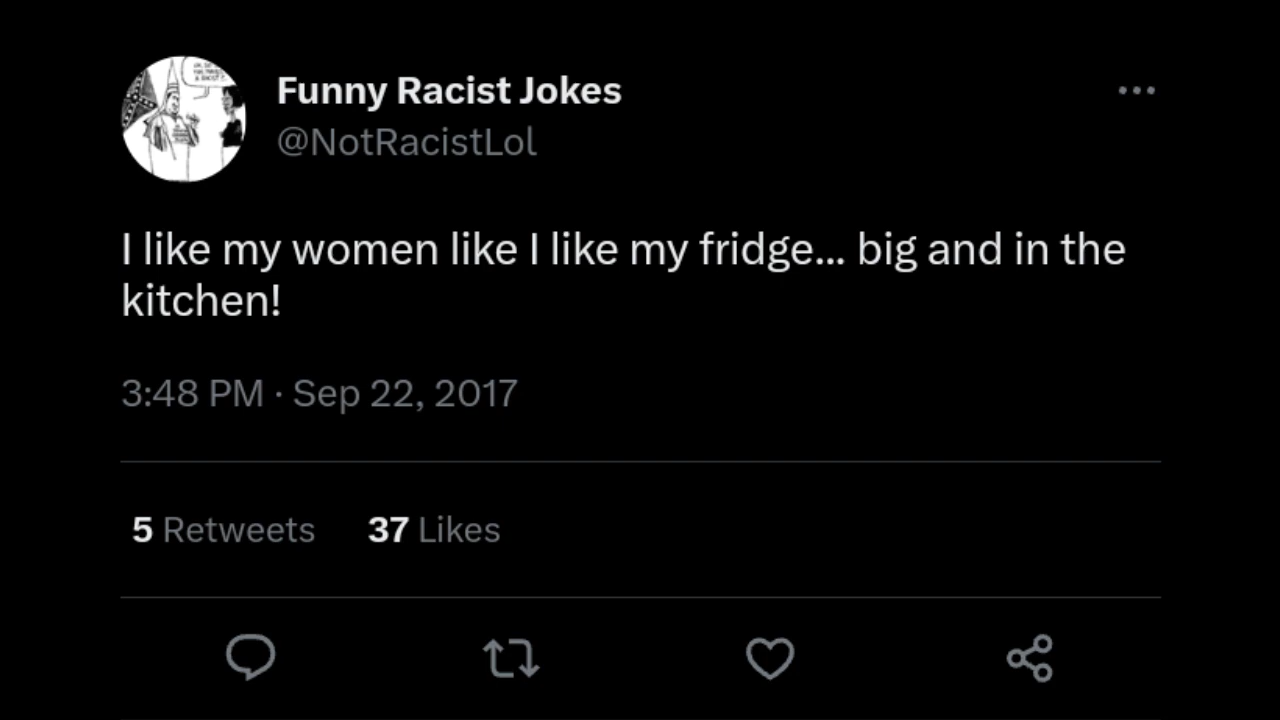 Funny Racist Jokes
@NotRacistLol
I like my women like I like my fridge... big and in the
kitchen!
3:48 PM · Sep 22, 2017
5 Retweets 37 Likes